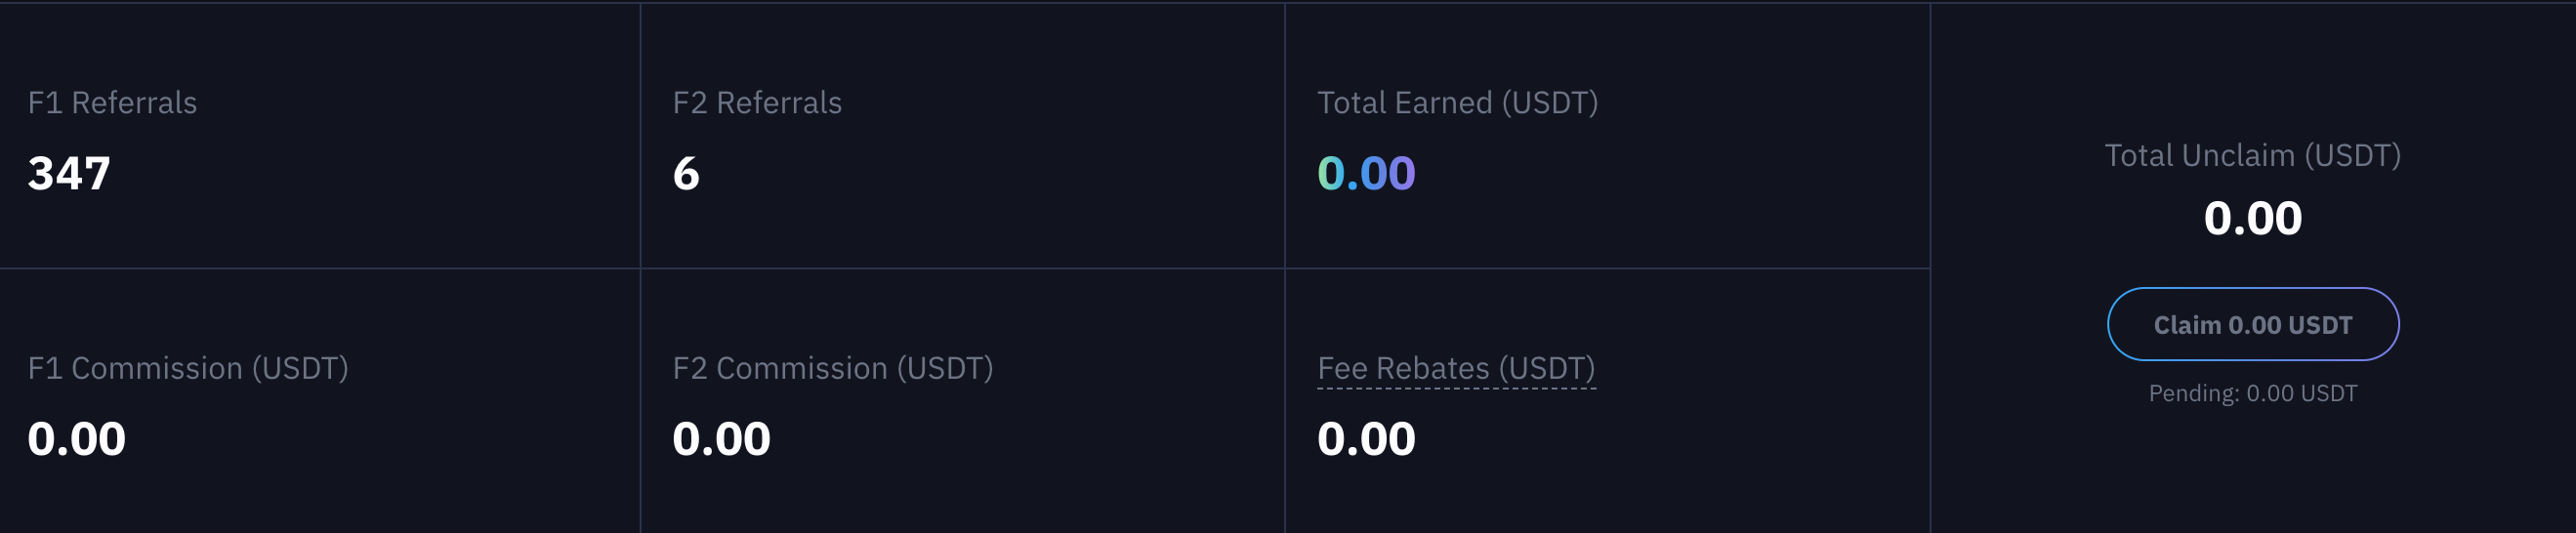 F1 Referrals
347
F2 Referrals
6
Total Earned (USDT)
0.00
F1 Commission (USDT)
0.00
F2 Commission (USDT)
0.00
Fee Rebates (USDT)
0.00
Total Unclaim (USDT)
0.00
Claim 0.00 USDT
Pending: 0.00 USDT